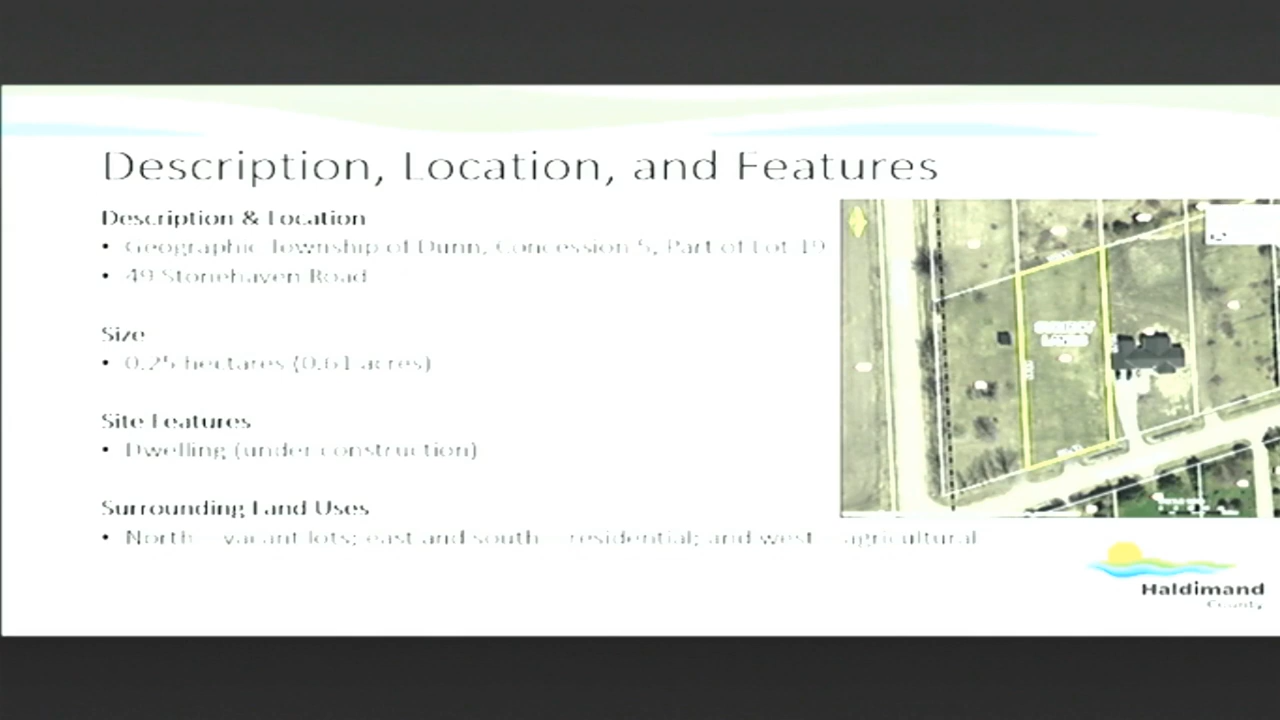 Description, Location, and Features
Description & Location
• Geographic Township of Dunn, Concession 5, Part of Lot 19
• 49 Stonehaven Road
Size
• 0.25 hectares (0.61 acres)
Site Features
• Dwelling (under construction)
Surrounding Land Uses
• North – vacant lots; east and south – residential; and west – agricultural
Haldimand
County